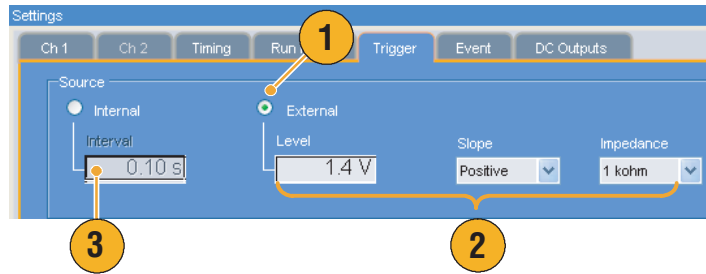 Settings
Ch 1 Ch 2 Timing Run Trigger Event DC Outputs
1
Source
Internal External
Interval Level Slope Impedance
0.10 s 1.4 V Positive 1 kohm
3 2